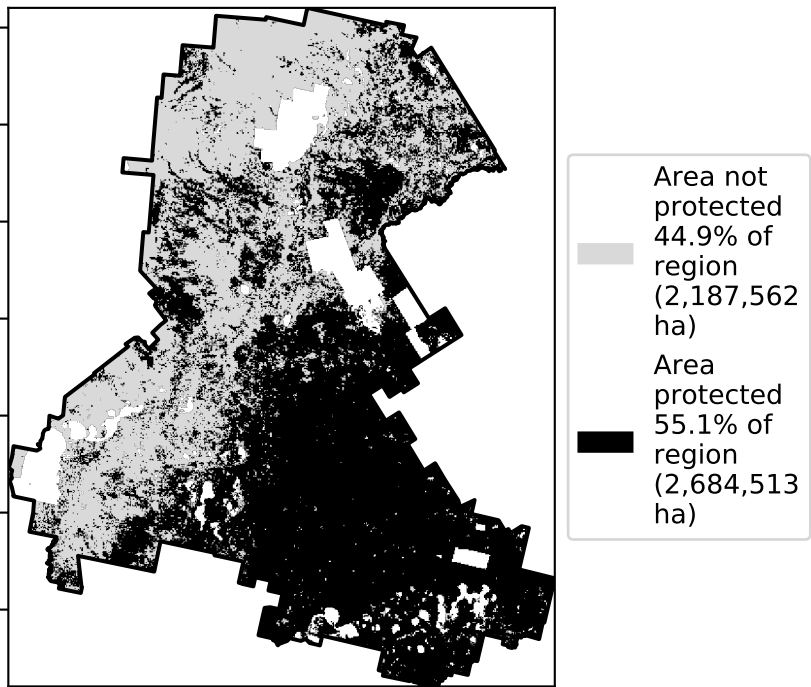 Area not
protected
44.9% of
region
(2,187,562
ha)
Area
protected
55.1% of
region
(2,684,513
ha)